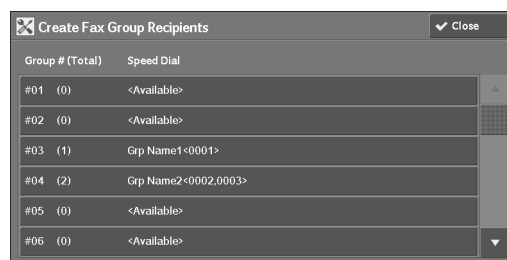 Create Fax Group Recipients
✔ Close
Group # (Total) Speed Dial
#01 (0) <Available>
#02 (0) <Available>
#03 (1) Grp Name1<0001>
#04 (2) Grp Name2<0002,0003>
#05 (0) <Available>
#06 (0) <Available>